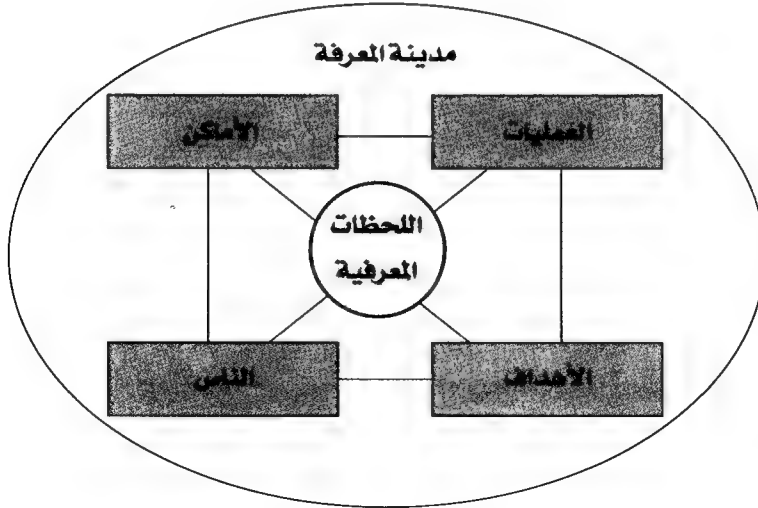 مدينة المعرفة
العمليات
الأماكن
اللحظات
المعرفية
الأهداف
الناس